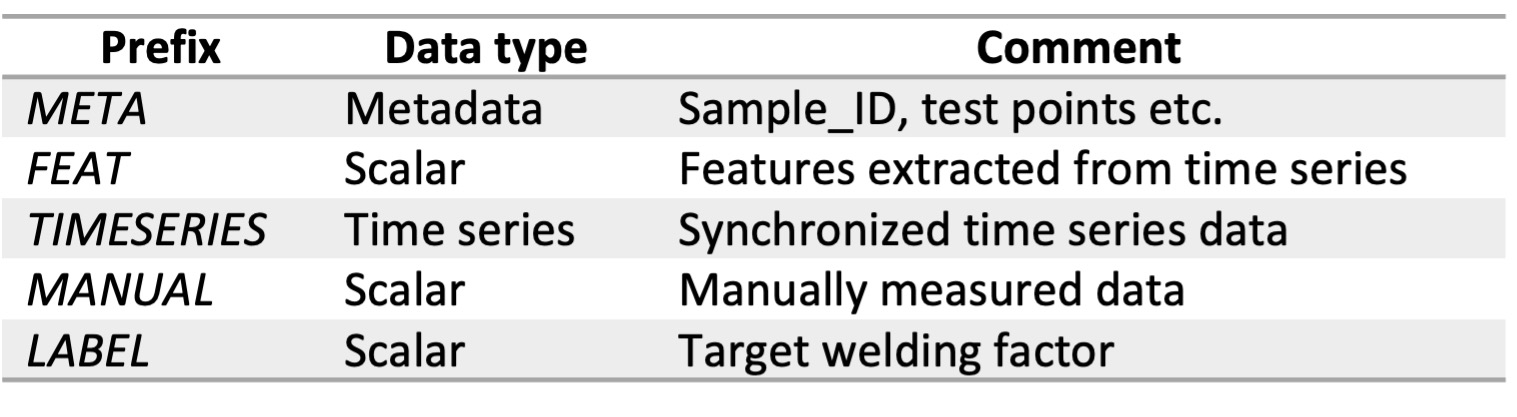 Prefix Data type Comment
META Metadata Sample_ID, test points etc.
FEAT Scalar Features extracted from time series
TIMESERIES Time series Synchronized time series data
MANUAL Scalar Manually measured data
LABEL Scalar Target welding factor